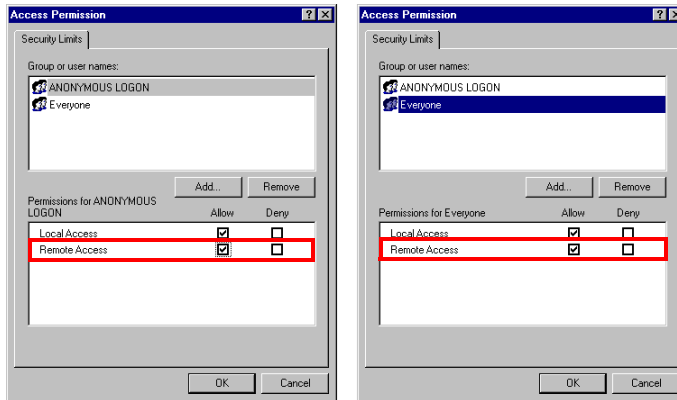 Access Permission
Security Limits
Group or user names:
ANONYMOUS LOGON
Everyone
Add... Remove
Permissions for ANONYMOUS
LOGON Allow Deny
Local Access
Remote Access
OK Cancel
Access Permission
Security Limits
Group or user names:
ANONYMOUS LOGON
Everyone
Add... Remove
Permissions for Everyone Allow Deny
Local Access
Remote Access
OK Cancel